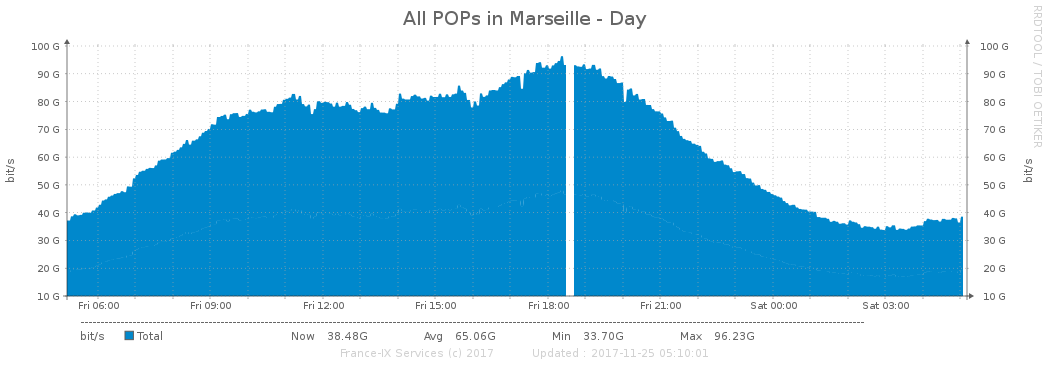 All POPs in Marseille - Day
RRDTOOL / TOBI OETIKER
bit/s
100 G
90 G
80 G
70 G
60 G
50 G
40 G
30 G
20 G
10 G
100 G
90 G
80 G
70 G
60 G
50 G
40 G
30 G
20 G
10 G
bit/s
Fri 06:00 Fri 09:00 Fri 12:00 Fri 15:00 Fri 18:00 Fri 21:00 Sat 00:00 Sat 03:00
bit/s Total Now 38.48G Avg 65.06G Min 33.70G Max 96.23G
France-IX Services (c) 2017 Updated : 2017-11-25 05:10:01